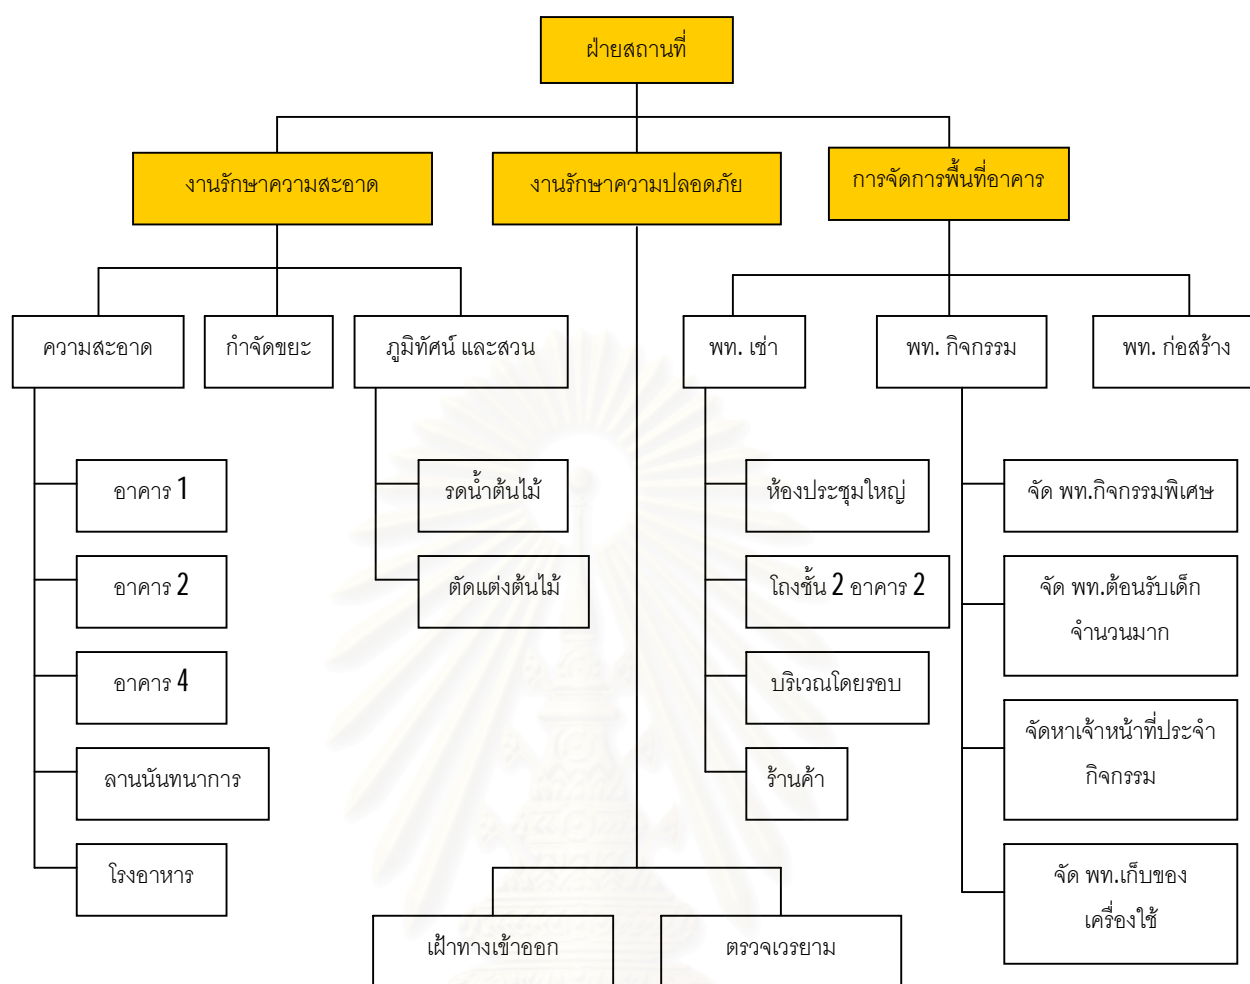 ฝ่ายสถานที่
งานรักษาความสะอาด
งานรักษาความปลอดภัย
การจัดการพื้นที่อาคาร
ความสะอาด
กำจัดขยะ
ภูมิทัศน์ และสวน
พท. เช่า
พท. กิจกรรม
พท. ก่อสร้าง
อาคาร 1
อาคาร 2
อาคาร 4
ลานนันทนาการ
โรงอาหาร
รดน้ำต้นไม้
ตัดแต่งต้นไม้
ห้องประชุมใหญ่
โถงชั้น 2 อาคาร 2
บริเวณโดยรอบ
ร้านค้า
จัด พท.กิจกรรมพิเศษ
จัด พท.ต้อนรับเด็ก
จำนวนมาก
จัดหาเจ้าหน้าที่ประจำ
กิจกรรม
จัด พท.เก็บของ
เครื่องใช้
เฝ้าทางเข้าออก
ตรวจเวรยาม